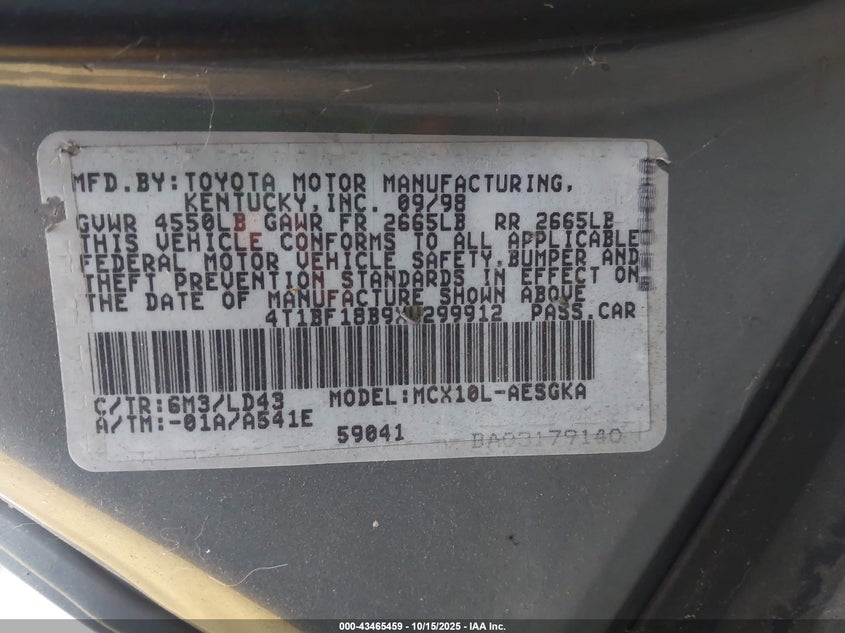 MFD.BY:TOYOTA MOTOR MANUFACTURING,
KENTUCKY,INC. 09/98
GVWR 4550LB GAWR FR 2665LB RR 2665LB
THIS VEHICLE CONFORMS TO ALL APPLICABLE
FEDERAL MOTOR VEHICLE SAFETY,BUMPER AND
THEFT PREVENTION STANDARDS IN EFFECT ON
THE DATE OF MANUFACTURE SHOWN ABOVE
PASS.CAR
C/TR:6M3/LD43 MODEL:MCX10L-AESGKA
A/TM:-01A/A541E
59041 BA03179140
000-43465459 - 10/15/2025 - IAA Inc.